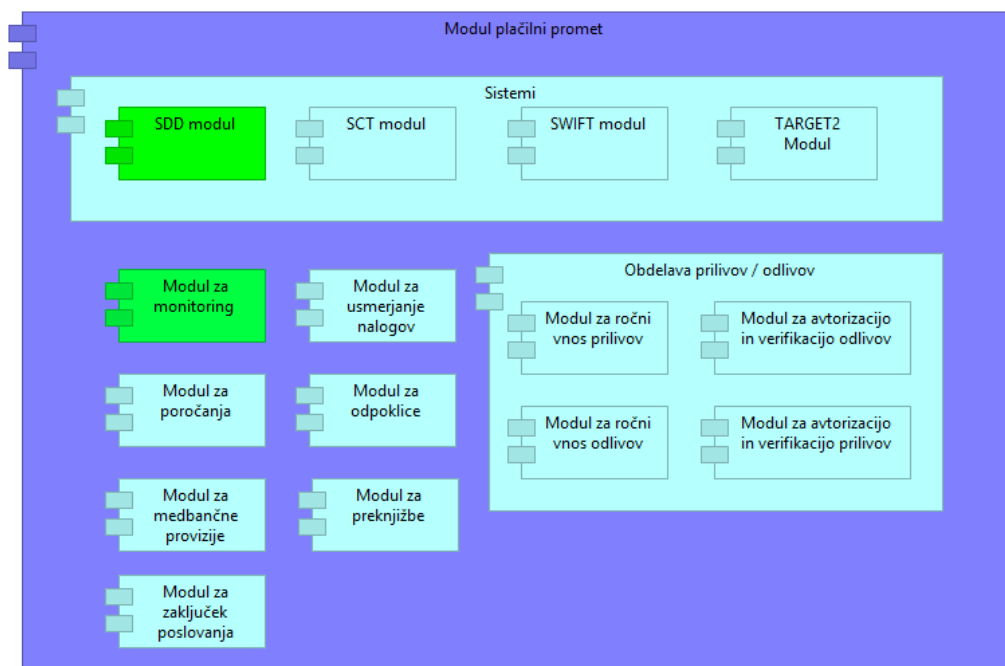 Modul plačilni promet
Sistemi
SDD modul
SCT modul
SWIFT modul
TARGET2
Modul
Modul za
monitoring
Modul za
usmerjanje
nalogov
Obdelava prilivov / odlivov
Modul za ročni
vnos prilivov
Modul za avtorizacijo
in verifikacijo odlivov
Modul za
poročanja
Modul za
odpoklice
Modul za ročni
vnos odlivov
Modul za avtorizacijo
in verifikacijo prilivov
Modul za
medbančne
provizije
Modul za
preknjižbe
Modul za
zaključek
poslovanja